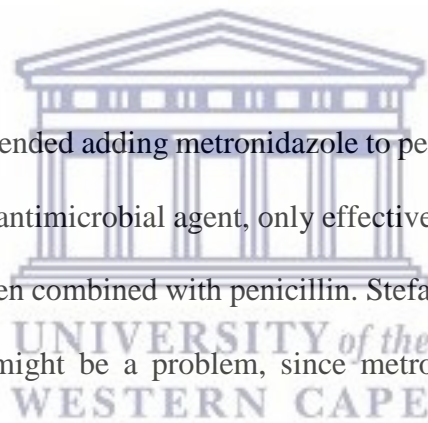 ended adding metronidazole to pe
antimicrobial agent, only effective
en combined with penicillin. Stefa
UNIVERSITY of the
might be a problem, since metro
WESTERN CAPE